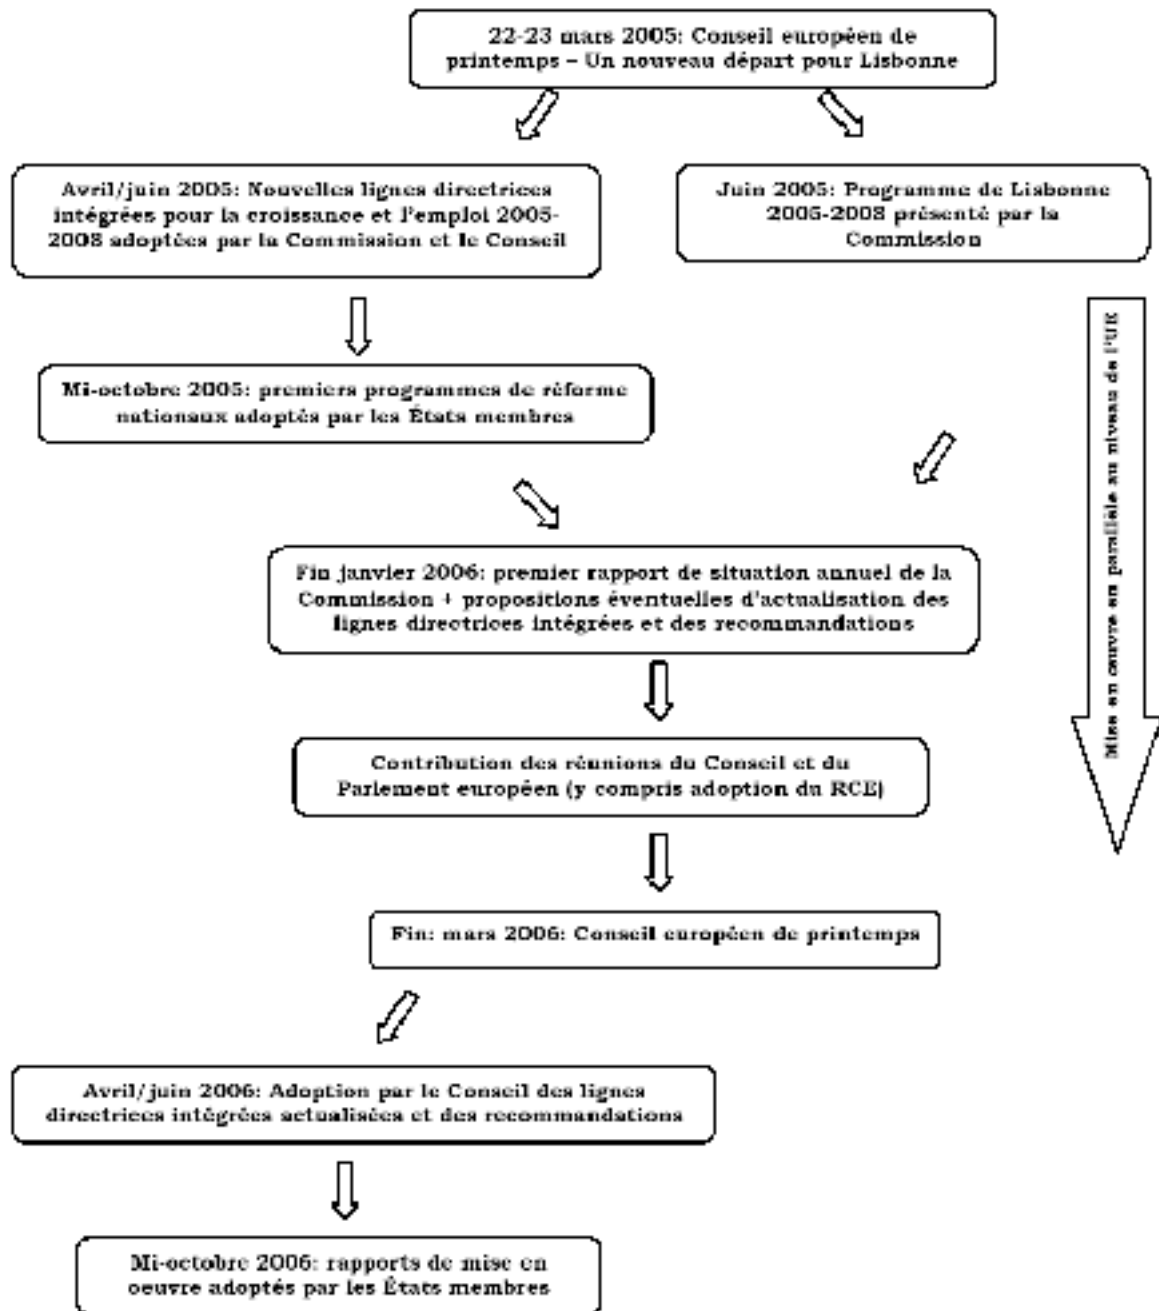 22-23 mars 2005: Conseil européen de
printemps – Un nouveau départ pour Lisbonne
Avril/juin 2005: Nouvelles lignes directrices
intégrées pour la croissance et l'emploi 2005-
2008 adoptées par la Commission et le Conseil
Juin 2005: Programme de Lisbonne
2005-2008 présenté par la
Commission
Mi-octobre 2005: premiers programmes de réforme
nationaux adoptés par les États membres
Mise en œuvre en parallèle au niveau de l'UE
Fin janvier 2006: premier rapport de situation annuel de la
Commission + propositions éventuelles d'actualisation des
lignes directrices intégrées et des recommandations
Contribution des réunions du Conseil et du
Parlement européen (y compris adoption du RCE)
Fin: mars 2006: Conseil européen de printemps
Avril/juin 2006: Adoption par le Conseil des lignes
directrices intégrées actualisées et des recommandations
Mi-octobre 2006: rapports de mise en
oeuvre adoptés par les États membres